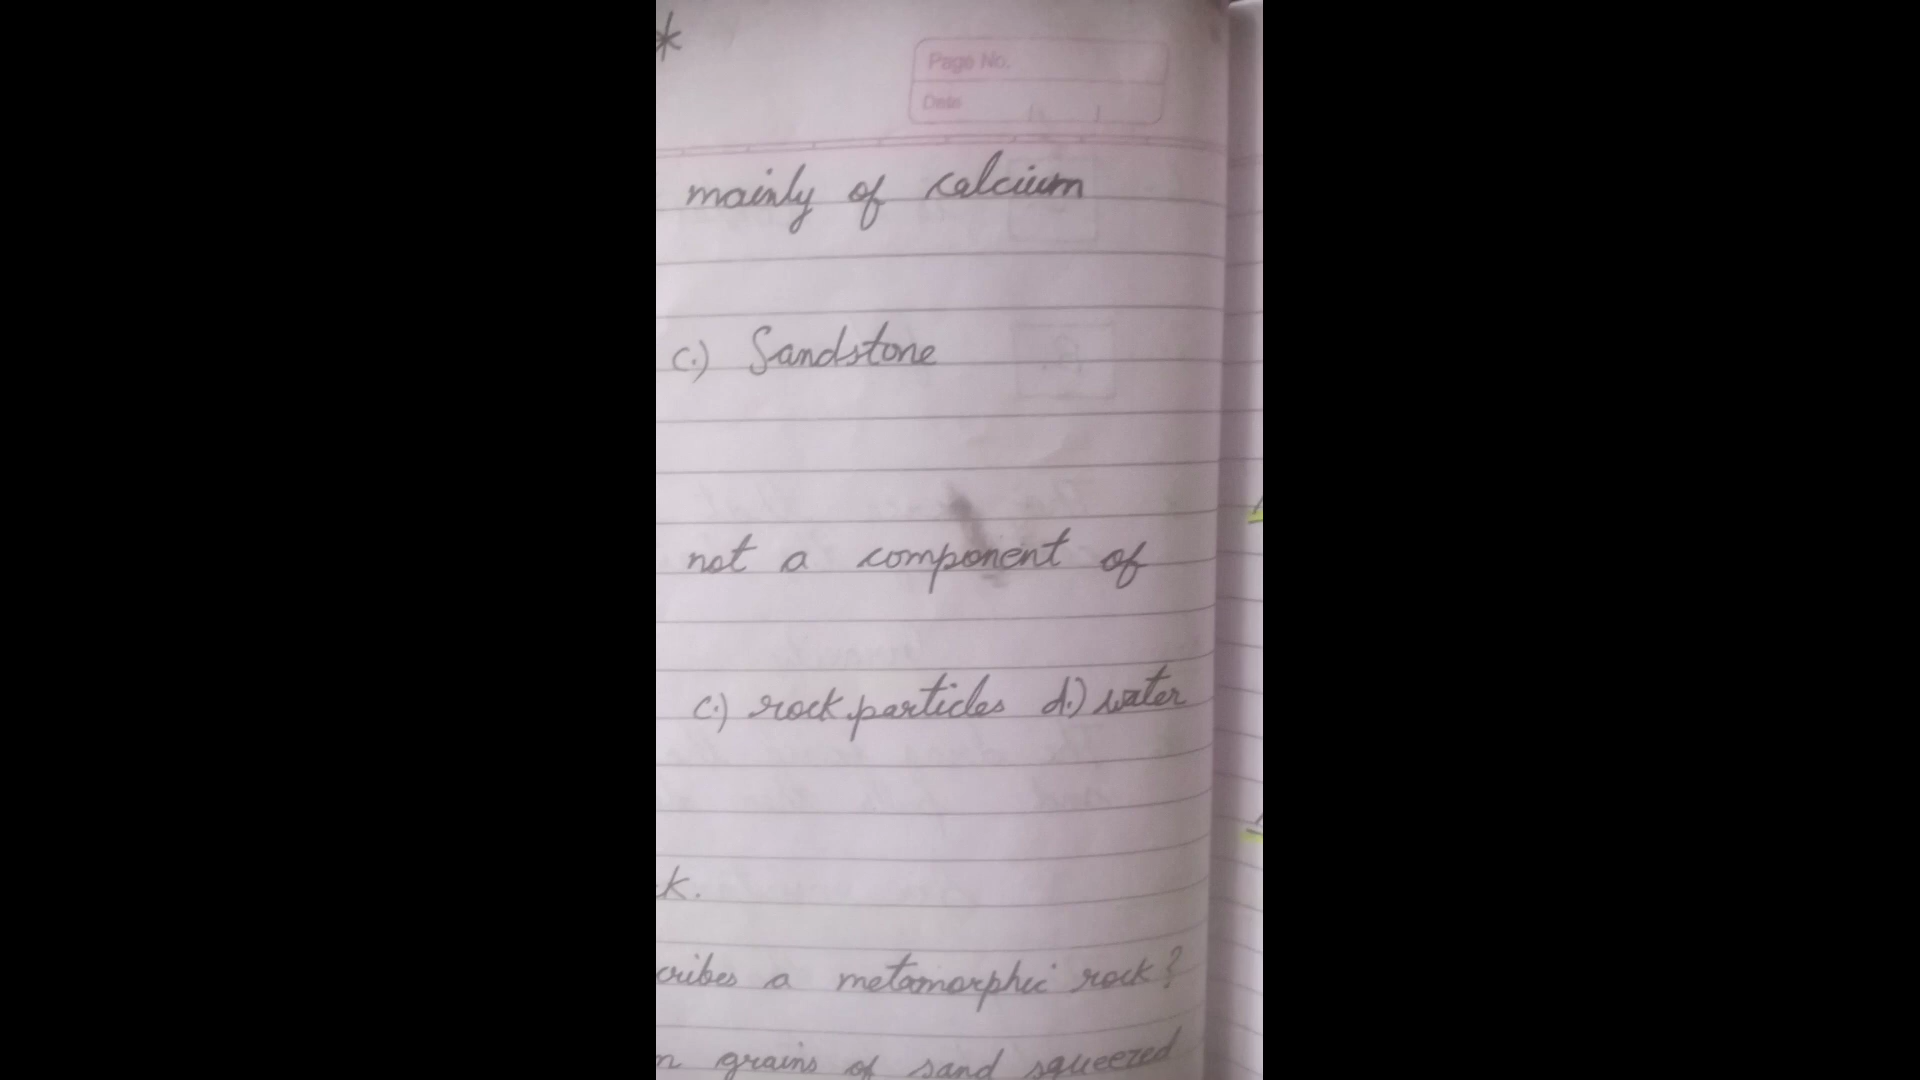 *
Page No.
Date
mainly of calcium
c.) Sandstone
not a component of
c.) rock particles d.) water
k.
cribes a metamorphic rock?
n grains of sand squeezed